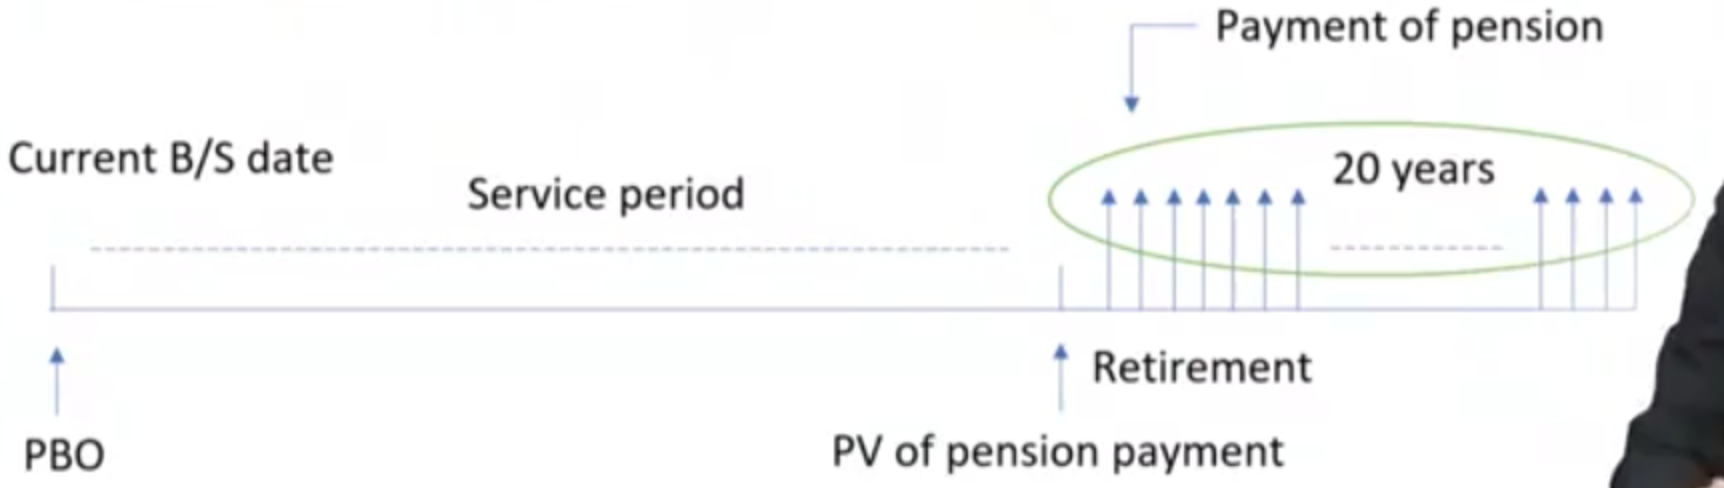 Payment of pension
Current B/S date
Service period
20 years
Retirement
PBO
PV of pension payment